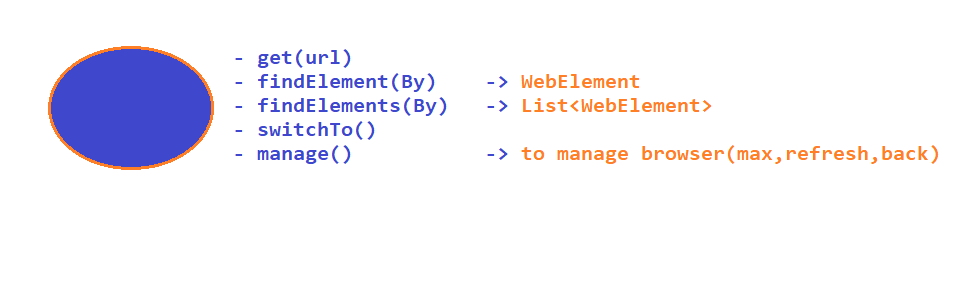 - get(url)
- findElement(By) -> WebElement
- findElements(By) -> List<WebElement>
- switchTo()
- manage() -> to manage browser(max,refresh,back)